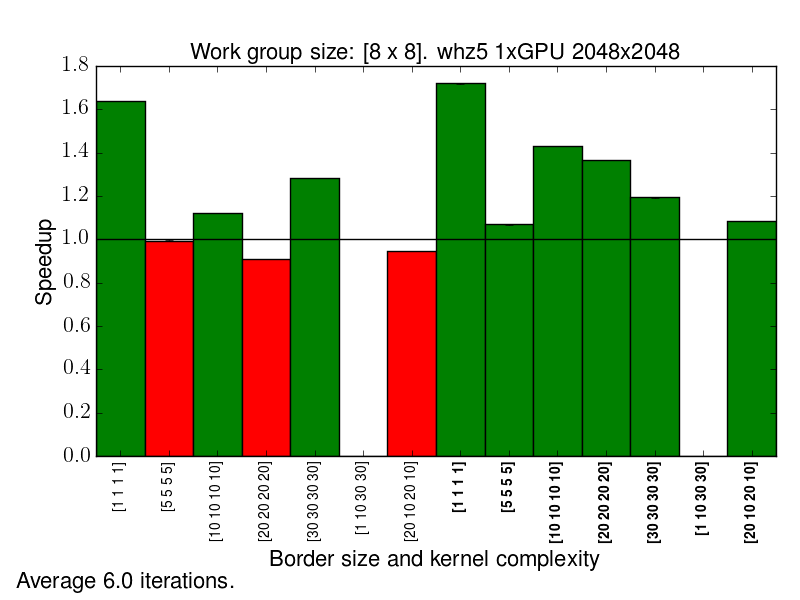 Work group size: [8 x 8]. whz5 1xGPU 2048x2048
1.8
1.6
1.4
1.2
1.0
0.8
0.6
0.4
0.2
0.0
Speedup
[1 1 1 1]
[5 5 5 5]
[10 10 10 10]
[20 20 20 20]
[30 30 30 30]
[1 10 30 30]
[20 10 20 10]
[1 1 1 1]
[5 5 5 5]
[10 10 10 10]
[20 20 20 20]
[30 30 30 30]
[1 10 30 30]
[20 10 20 10]
Border size and kernel complexity
Average 6.0 iterations.